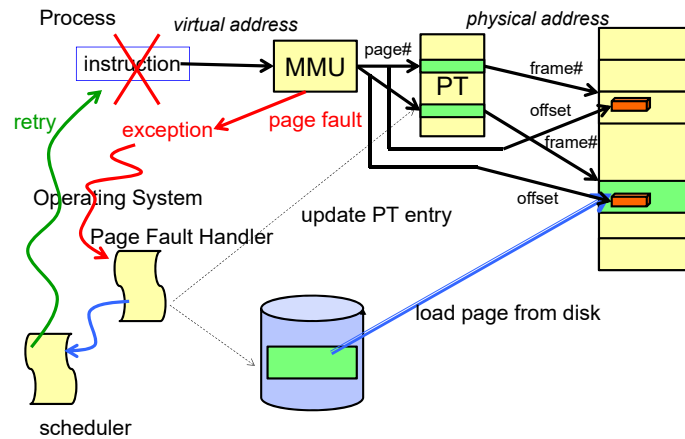 Process
virtual address
physical address
instruction
MMU
page#
PT
frame#
retry
exception
page fault
offset
frame#
Operating System
offset
update PT entry
Page Fault Handler
load page from disk
scheduler